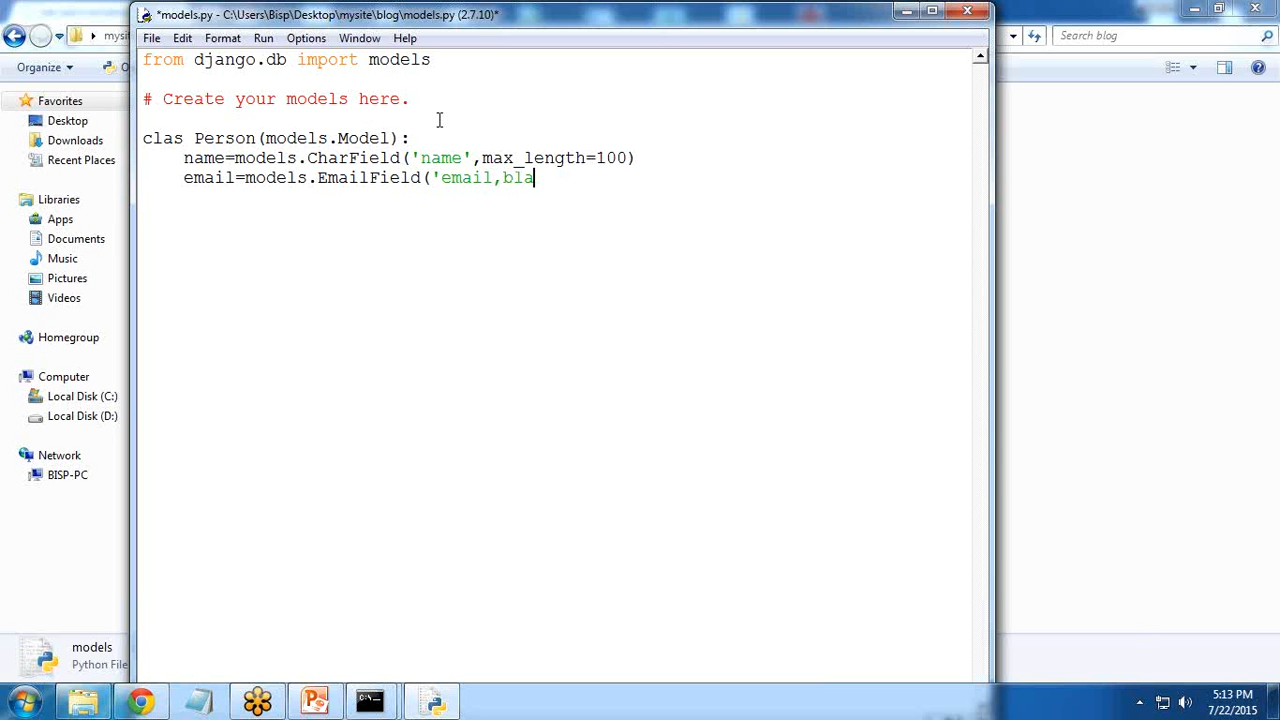 *models.py - C:\Users\Bisp\Desktop\mysite\blog\models.py (2.7.10)*
File Edit Format Run Options Window Help
Search blog
Organize
Favorites
Desktop
Downloads
Recent Places
Libraries
Apps
Documents
Music
Pictures
Videos
Homegroup
Computer
Local Disk (C:)
Local Disk (D:)
Network
BISP-PC
from django.db import models
# Create your models here.
clas Person(models.Model):
name=models.CharField('name',max_length=100)
email=models.EmailField('email,bla
models
Python File
5:13 PM
7/22/2015